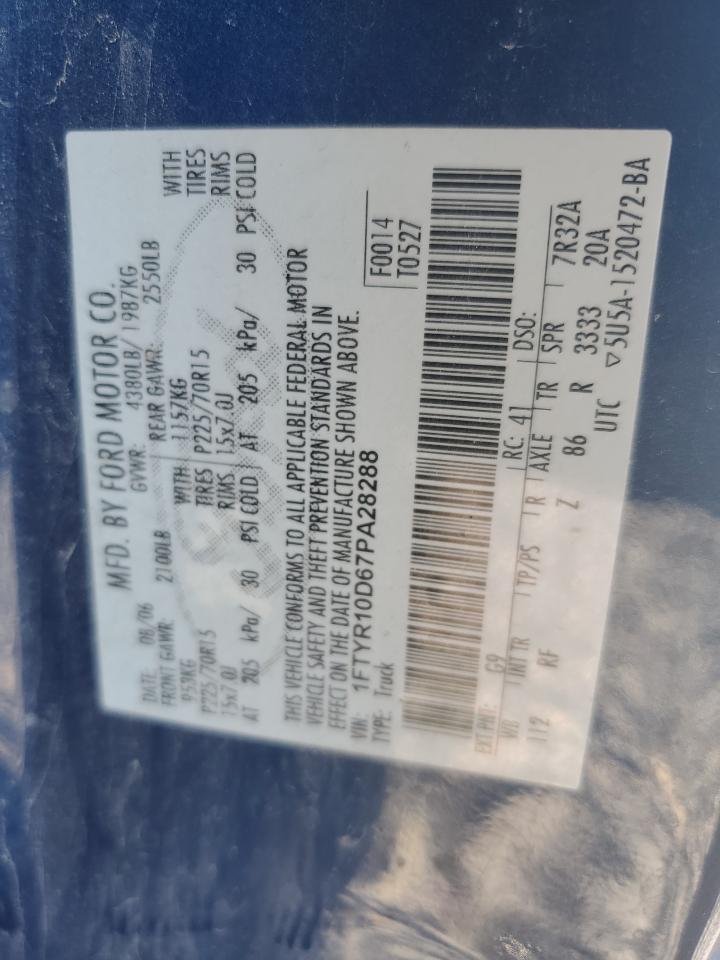 MFD. BY FORD MOTOR CO.
DATE: 08/06 GVWR: 4380LB/ 1987KG
FRONT GAWR: 2100LB REAR GAWR: 2550LB
953KG WITH 1157KG WITH
P225/70R15 TIRES P225/70R15 TIRES
15x7.0J RIMS 15x7.0J RIMS
AT 205 kPa/ 30 PSI COLD AT 205 kPa/ 30 PSI COLD
THIS VEHICLE CONFORMS TO ALL APPLICABLE FEDERAL MOTOR
VEHICLE SAFETY AND THEFT PREVENTION STANDARDS IN
EFFECT ON THE DATE OF MANUFACTURE SHOWN ABOVE.
VIN: 1FTYR10D67PA28288
TYPE: Truck
F0014
T0527
EXT PNT: G9 RC: 41 DSO:
WB INT TR TP/PS R AXLE TR SPR
112 RF Z 86 R 3333 7R32A
20A
UTC ▽5U5A-1520472-BA